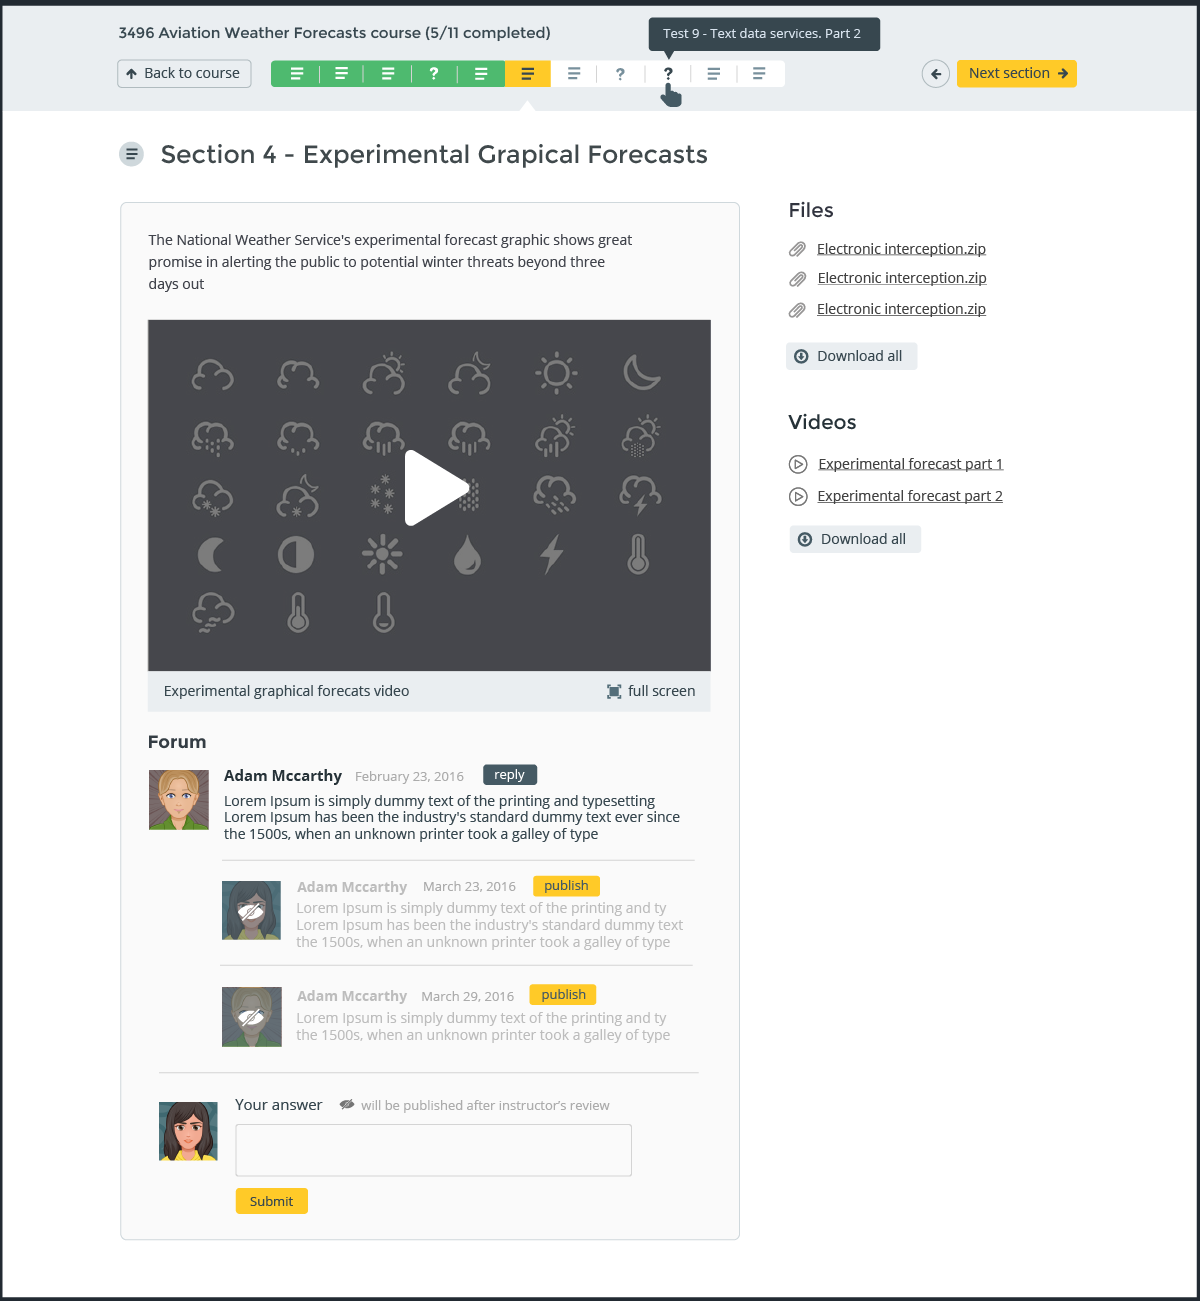 3496 Aviation Weather Forecasts course (5/11 completed)
Test 9 - Text data services. Part 2
Back to course
? ? ?
Next section
Section 4 - Experimental Grapical Forecasts
The National Weather Service's experimental forecast graphic shows great
promise in alerting the public to potential winter threats beyond three
days out
Experimental graphical forecats video
full screen
Forum
Adam Mccarthy February 23, 2016 reply
Lorem Ipsum is simply dummy text of the printing and typesetting
Lorem Ipsum has been the industry's standard dummy text ever since
the 1500s, when an unknown printer took a galley of type
Adam Mccarthy March 23, 2016 publish
Lorem Ipsum is simply dummy text of the printing and ty
Lorem Ipsum has been the industry's standard dummy text
the 1500s, when an unknown printer took a galley of type
Adam Mccarthy March 29, 2016 publish
Lorem Ipsum is simply dummy text of the printing and ty
the 1500s, when an unknown printer took a galley of type
Your answer will be published after instructor's review
Submit
Files
Electronic interception.zip
Electronic interception.zip
Electronic interception.zip
Download all
Videos
Experimental forecast part 1
Experimental forecast part 2
Download all